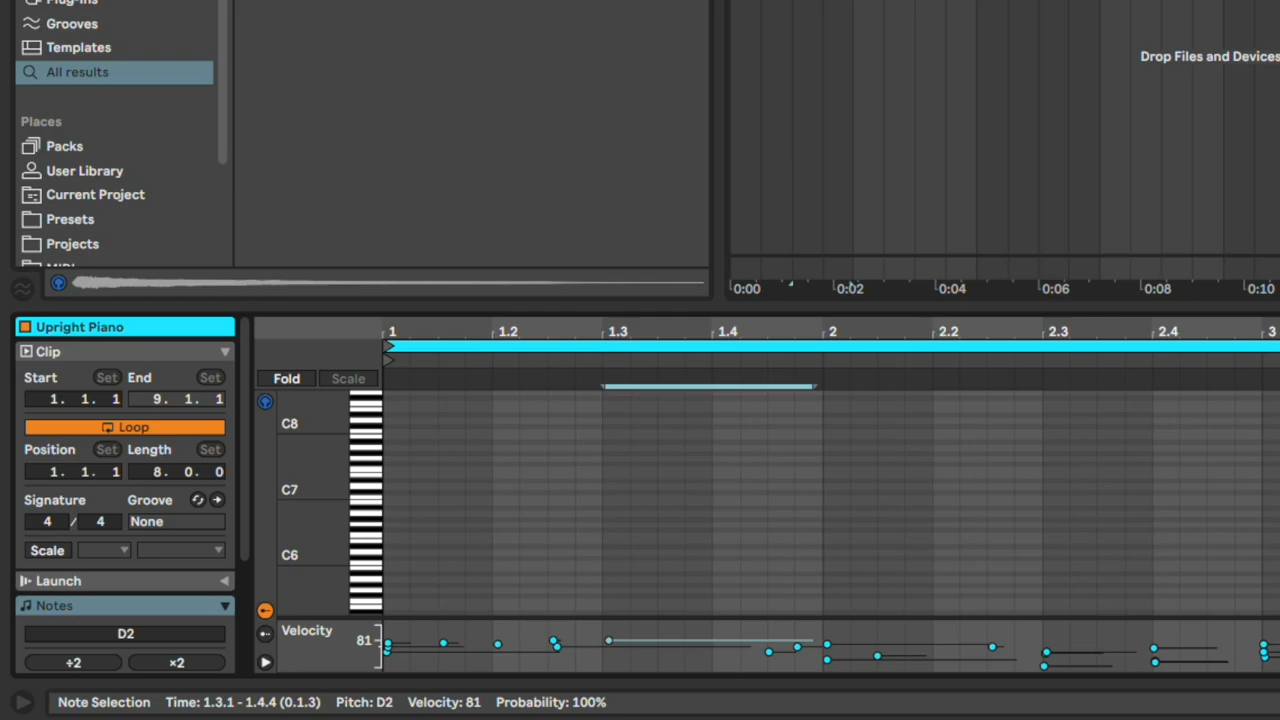 Plug-Ins
Grooves
Templates
All results
Places
Packs
User Library
Current Project
Presets
Projects
MIDI
Drop Files and Devices
0:00 0:02 0:04 0:06 0:08 0:10
Upright Piano
Clip
Start Set End Set
1. 1. 1 9. 1. 1
Loop
Position Set Length Set
1. 1. 1 8. 0. 0
Signature Groove
4 / 4 None
Scale
Launch
Notes
D2
÷2 ×2
1 1.2 1.3 1.4 2 2.2 2.3 2.4 3
Fold Scale
C8
C7
C6
Velocity 81
Note Selection Time: 1.3.1 - 1.4.4 (0.1.3) Pitch: D2 Velocity: 81 Probability: 100%